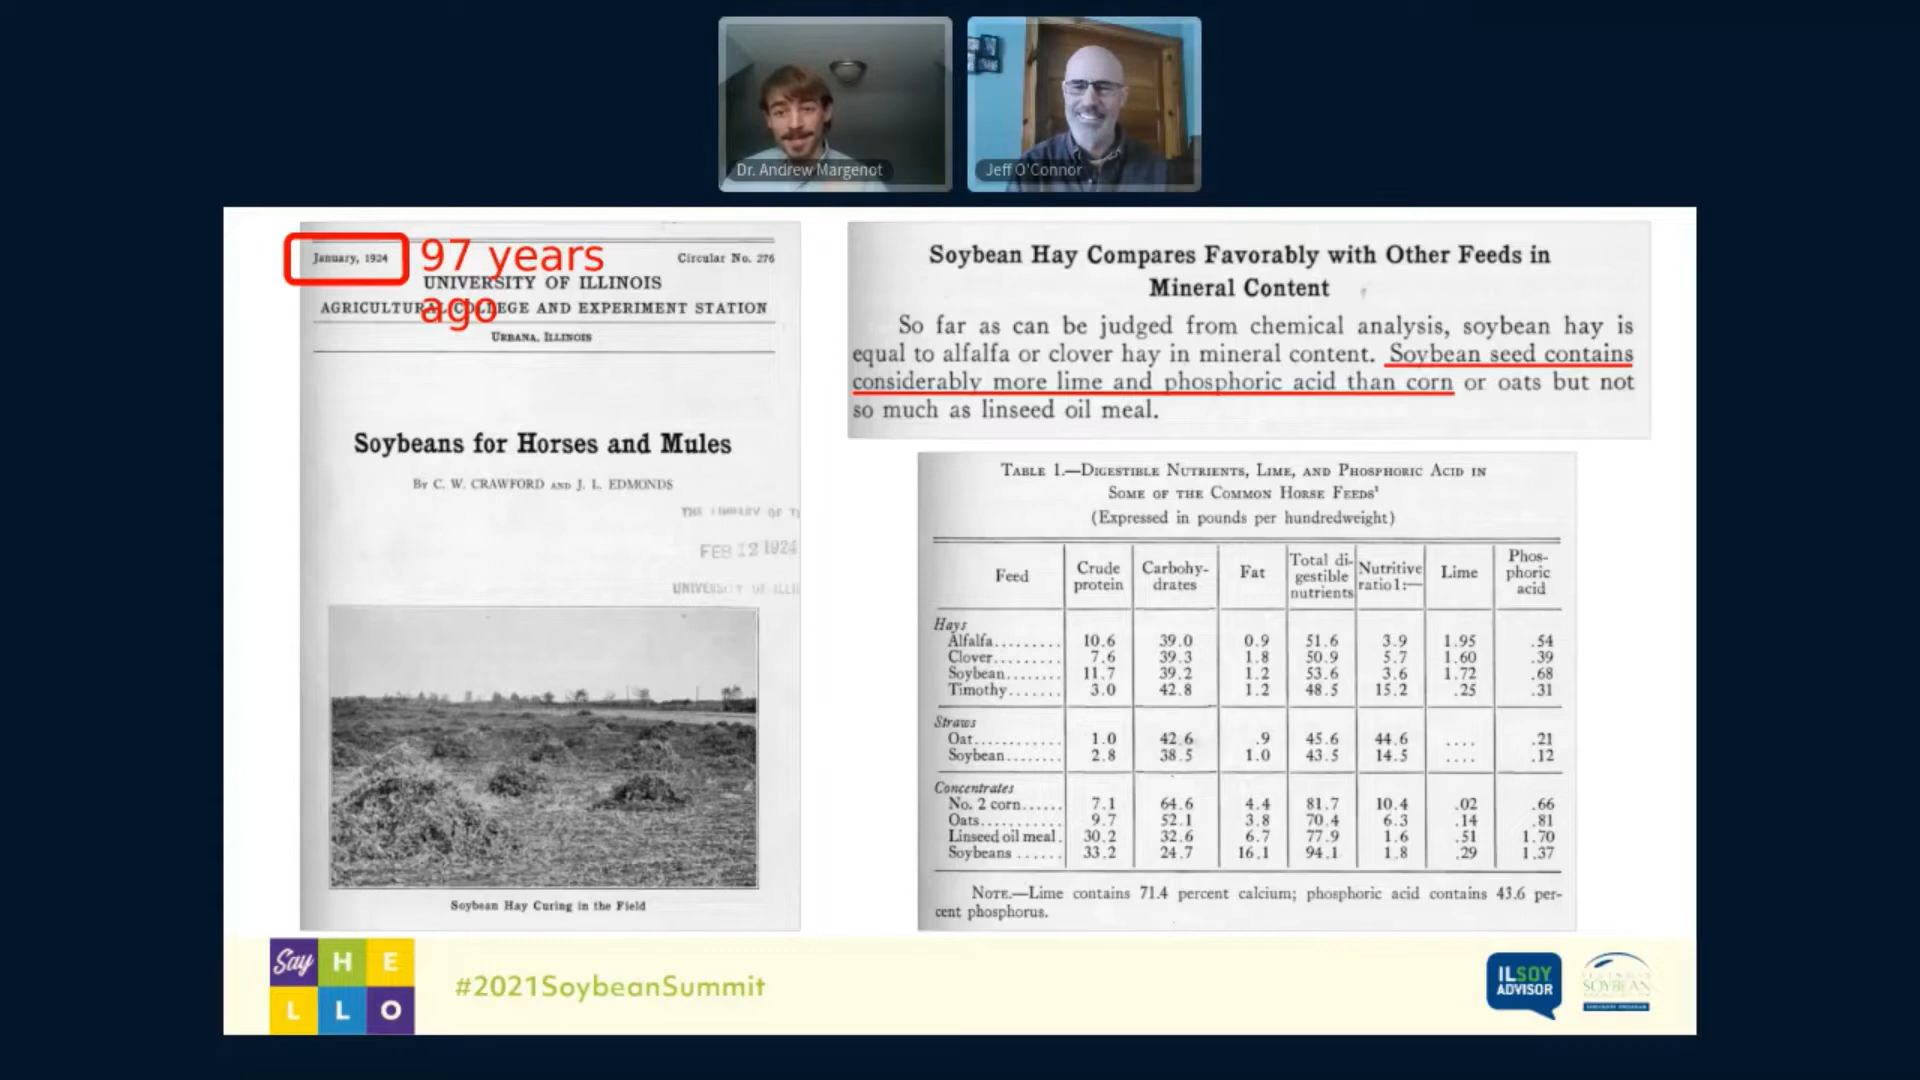 Dr. Andrew Margenot
Jeff O'Connor
January, 1924
97 years
ago
Circular No. 276
UNIVERSITY OF ILLINOIS
AGRICULTURAL COLLEGE AND EXPERIMENT STATION
URBANA, ILLINOIS
Soybeans for Horses and Mules
By C. W. CRAWFORD AND J. L. EDMONDS
THE LIBRARY OF T
FEB 12 1924
UNIVERSITY OF ILLI
Soybean Hay Curing in the Field
Soybean Hay Compares Favorably with Other Feeds in
Mineral Content
So far as can be judged from chemical analysis, soybean hay is
equal to alfalfa or clover hay in mineral content. Soybean seed contains
considerably more lime and phosphoric acid than corn or oats but not
so much as linseed oil meal.
TABLE 1.—DIGESTIBLE NUTRIENTS, LIME, AND PHOSPHORIC ACID IN
SOME OF THE COMMON HORSE FEEDS¹
(Expressed in pounds per hundredweight)
Feed Crude protein Carbohy-drates Fat Total di-gestible nutrients Nutritive ratio 1:— Lime Phos-phoric acid
Hays
Alfalfa......... 10.6 39.0 0.9 51.6 3.9 1.95 .54
Clover......... 7.6 39.3 1.8 50.9 5.7 1.60 .39
Soybean........ 11.7 39.2 1.2 53.6 3.6 1.72 .68
Timothy....... 3.0 42.8 1.2 48.5 15.2 .25 .31
Straws
Oat........... 1.0 42.6 .9 45.6 44.6 .... .21
Soybean........ 2.8 38.5 1.0 43.5 14.5 .... .12
Concentrates
No. 2 corn...... 7.1 64.6 4.4 81.7 10.4 .02 .66
Oats........... 9.7 52.1 3.8 70.4 6.3 .14 .81
Linseed oil meal. 30.2 32.6 6.7 77.9 1.6 .51 1.70
Soybeans ...... 33.2 24.7 16.1 94.1 1.8 .29 1.37
NOTE.—Lime contains 71.4 percent calcium; phosphoric acid contains 43.6 per-
cent phosphorus.
Say HE
LLO
#2021SoybeanSummit
ILSOY
ADVISOR
SOYBEAN